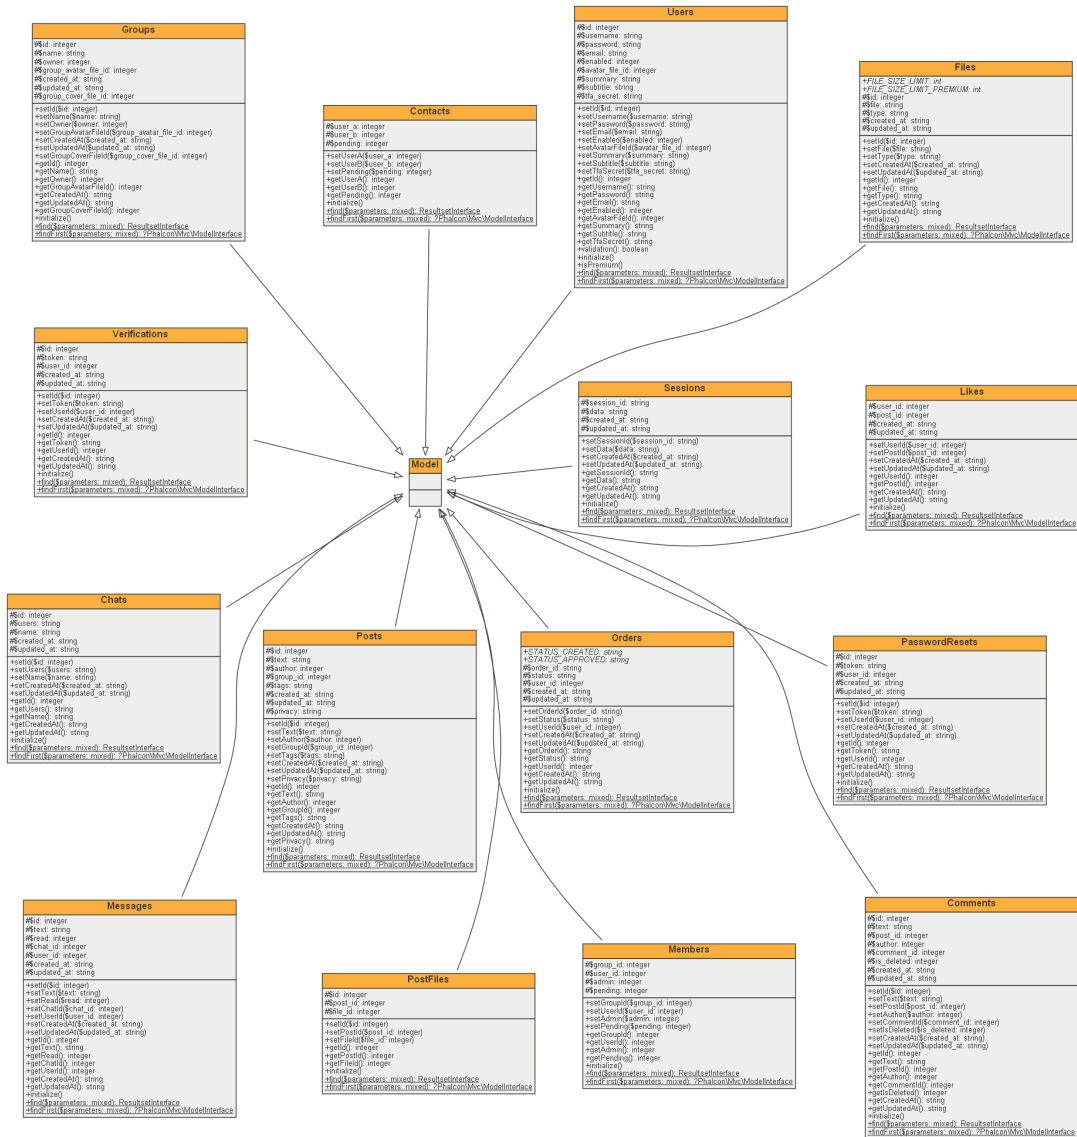 Groups
#$id: integer
#$name: string
#$owner: integer
#$group_avatar_file_id: integer
#$created_at: string
#$updated_at: string
#$group_cover_file_id: integer
+setId($id: integer)
+setName($name: string)
+setOwner($owner: integer)
+setGroupAvatarFileId($group_avatar_file_id: integer)
+setCreatedAt($created_at: string)
+setUpdatedAt($updated_at: string)
+setGroupCoverFileId($group_cover_file_id: integer)
+getId(): integer
+getName(): string
+getOwner(): integer
+getGroupAvatarFileId(): integer
+getCreatedAt(): string
+getUpdatedAt(): string
+getGroupCoverFileId(): integer
+initialize()
+find($parameters: mixed): ResultsetInterface
+findFirst($parameters: mixed): ?Phalcon\Mvc\ModelInterface
Contacts
#$user_a: integer
#$user_b: integer
#$pending: integer
+setUserA($user_a: integer)
+setUserB($user_b: integer)
+setPending($pending: integer)
+getUserA(): integer
+getUserB(): integer
+getPending(): integer
+initialize()
+find($parameters: mixed): ResultsetInterface
+findFirst($parameters: mixed): ?Phalcon\Mvc\ModelInterface
Users
#$id: integer
#$username: string
#$password: string
#$email: string
#$enabled: integer
#$avatar_file_id: integer
#$summary: string
#$subtitle: string
#$tfa_secret: string
+setId($id: integer)
+setUsername($username: string)
+setPassword($password: string)
+setEmail($email: string)
+setEnabled($enabled: integer)
+setAvatarFileId($avatar_file_id: integer)
+setSummary($summary: string)
+setSubtitle($subtitle: string)
+setTfaSecret($tfa_secret: string)
+getId(): integer
+getUsername(): string
+getPassword(): string
+getEmail(): string
+getEnabled(): integer
+getAvatarFileId(): integer
+getSummary(): string
+getSubtitle(): string
+getTfaSecret(): string
+validation(): boolean
+initialize()
+isPremium()
+find($parameters: mixed): ResultsetInterface
+findFirst($parameters: mixed): ?Phalcon\Mvc\ModelInterface
Files
+FILE_SIZE_LIMIT: int
+FILE_SIZE_LIMIT_PREMIUM: int
#$id: integer
#$file: string
#$type: string
#$created_at: string
#$updated_at: string
+setId($id: integer)
+setFile($file: string)
+setType($type: string)
+setCreatedAt($created_at: string)
+setUpdatedAt($updated_at: string)
+getId(): integer
+getFile(): string
+getType(): string
+getCreatedAt(): string
+getUpdatedAt(): string
+initialize()
+find($parameters: mixed): ResultsetInterface
+findFirst($parameters: mixed): ?Phalcon\Mvc\ModelInterface
Verifications
#$id: integer
#$token: string
#$user_id: integer
#$created_at: string
#$updated_at: string
+setId($id: integer)
+setToken($token: string)
+setUserId($user_id: integer)
+setCreatedAt($created_at: string)
+setUpdatedAt($updated_at: string)
+getId(): integer
+getToken(): string
+getUserId(): integer
+getCreatedAt(): string
+getUpdatedAt(): string
+initialize()
+find($parameters: mixed): ResultsetInterface
+findFirst($parameters: mixed): ?Phalcon\Mvc\ModelInterface
Model
Sessions
#$session_id: string
#$data: string
#$created_at: string
#$updated_at: string
+setSessionId($session_id: string)
+setData($data: string)
+setCreatedAt($created_at: string)
+setUpdatedAt($updated_at: string)
+getSessionId(): string
+getData(): string
+getCreatedAt(): string
+getUpdatedAt(): string
+initialize()
+find($parameters: mixed): ResultsetInterface
+findFirst($parameters: mixed): ?Phalcon\Mvc\ModelInterface
Likes
#$user_id: integer
#$post_id: integer
#$created_at: string
#$updated_at: string
+setUserId($user_id: integer)
+setPostId($post_id: integer)
+setCreatedAt($created_at: string)
+setUpdatedAt($updated_at: string)
+getUserId(): integer
+getPostId(): integer
+getCreatedAt(): string
+getUpdatedAt(): string
+initialize()
+find($parameters: mixed): ResultsetInterface
+findFirst($parameters: mixed): ?Phalcon\Mvc\ModelInterface
Chats
#$id: integer
#$users: string
#$name: string
#$created_at: string
#$updated_at: string
+setId($id: integer)
+setUsers($users: string)
+setName($name: string)
+setCreatedAt($created_at: string)
+setUpdatedAt($updated_at: string)
+getId(): integer
+getUsers(): string
+getName(): string
+getCreatedAt(): string
+getUpdatedAt(): string
+initialize()
+find($parameters: mixed): ResultsetInterface
+findFirst($parameters: mixed): ?Phalcon\Mvc\ModelInterface
Posts
#$id: integer
#$text: string
#$author: integer
#$group_id: integer
#$tags: string
#$created_at: string
#$updated_at: string
#$privacy: string
+setId($id: integer)
+setText($text: string)
+setAuthor($author: integer)
+setGroupId($group_id: integer)
+setTags($tags: string)
+setCreatedAt($created_at: string)
+setUpdatedAt($updated_at: string)
+setPrivacy($privacy: string)
+getId(): integer
+getText(): string
+getAuthor(): integer
+getGroupId(): integer
+getTags(): string
+getCreatedAt(): string
+getUpdatedAt(): string
+getPrivacy(): string
+initialize()
+find($parameters: mixed): ResultsetInterface
+findFirst($parameters: mixed): ?Phalcon\Mvc\ModelInterface
Orders
+STATUS_CREATED: string
+STATUS_APPROVED: string
#$order_id: string
#$status: string
#$user_id: integer
#$created_at: string
#$updated_at: string
+setOrderId($order_id: string)
+setStatus($status: string)
+setUserId($user_id: integer)
+setCreatedAt($created_at: string)
+setUpdatedAt($updated_at: string)
+getOrderId(): string
+getStatus(): string
+getUserId(): integer
+getCreatedAt(): string
+getUpdatedAt(): string
+initialize()
+find($parameters: mixed): ResultsetInterface
+findFirst($parameters: mixed): ?Phalcon\Mvc\ModelInterface
PasswordResets
#$id: integer
#$token: string
#$user_id: integer
#$created_at: string
#$updated_at: string
+setId($id: integer)
+setToken($token: string)
+setUserId($user_id: integer)
+setCreatedAt($created_at: string)
+setUpdatedAt($updated_at: string)
+getId(): integer
+getToken(): string
+getUserId(): integer
+getCreatedAt(): string
+getUpdatedAt(): string
+initialize()
+find($parameters: mixed): ResultsetInterface
+findFirst($parameters: mixed): ?Phalcon\Mvc\ModelInterface
Messages
#$id: integer
#$text: string
#$read: integer
#$chat_id: integer
#$user_id: integer
#$created_at: string
#$updated_at: string
+setId($id: integer)
+setText($text: string)
+setRead($read: integer)
+setChatId($chat_id: integer)
+setUserId($user_id: integer)
+setCreatedAt($created_at: string)
+setUpdatedAt($updated_at: string)
+getId(): integer
+getText(): string
+getRead(): integer
+getChatId(): integer
+getUserId(): integer
+getCreatedAt(): string
+getUpdatedAt(): string
+initialize()
+find($parameters: mixed): ResultsetInterface
+findFirst($parameters: mixed): ?Phalcon\Mvc\ModelInterface
PostFiles
#$id: integer
#$post_id: integer
#$file_id: integer
+setId($id: integer)
+setPostId($post_id: integer)
+setFileId($file_id: integer)
+getId(): integer
+getPostId(): integer
+getFileId(): integer
+initialize()
+find($parameters: mixed): ResultsetInterface
+findFirst($parameters: mixed): ?Phalcon\Mvc\ModelInterface
Members
#$group_id: integer
#$user_id: integer
#$admin: integer
#$pending: integer
+setGroupId($group_id: integer)
+setUserId($user_id: integer)
+setAdmin($admin: integer)
+setPending($pending: integer)
+getGroupId(): integer
+getUserId(): integer
+getAdmin(): integer
+getPending(): integer
+initialize()
+find($parameters: mixed): ResultsetInterface
+findFirst($parameters: mixed): ?Phalcon\Mvc\ModelInterface
Comments
#$id: integer
#$text: string
#$post_id: integer
#$author: integer
#$comment_id: integer
#$is_deleted: integer
#$created_at: string
#$updated_at: string
+setId($id: integer)
+setText($text: string)
+setPostId($post_id: integer)
+setAuthor($author: integer)
+setCommentId($comment_id: integer)
+setIsDeleted($is_deleted: integer)
+setCreatedAt($created_at: string)
+setUpdatedAt($updated_at: string)
+getId(): integer
+getText(): string
+getPostId(): integer
+getAuthor(): integer
+getCommentId(): integer
+getIsDeleted(): integer
+getCreatedAt(): string
+getUpdatedAt(): string
+initialize()
+find($parameters: mixed): ResultsetInterface
+findFirst($parameters: mixed): ?Phalcon\Mvc\ModelInterface